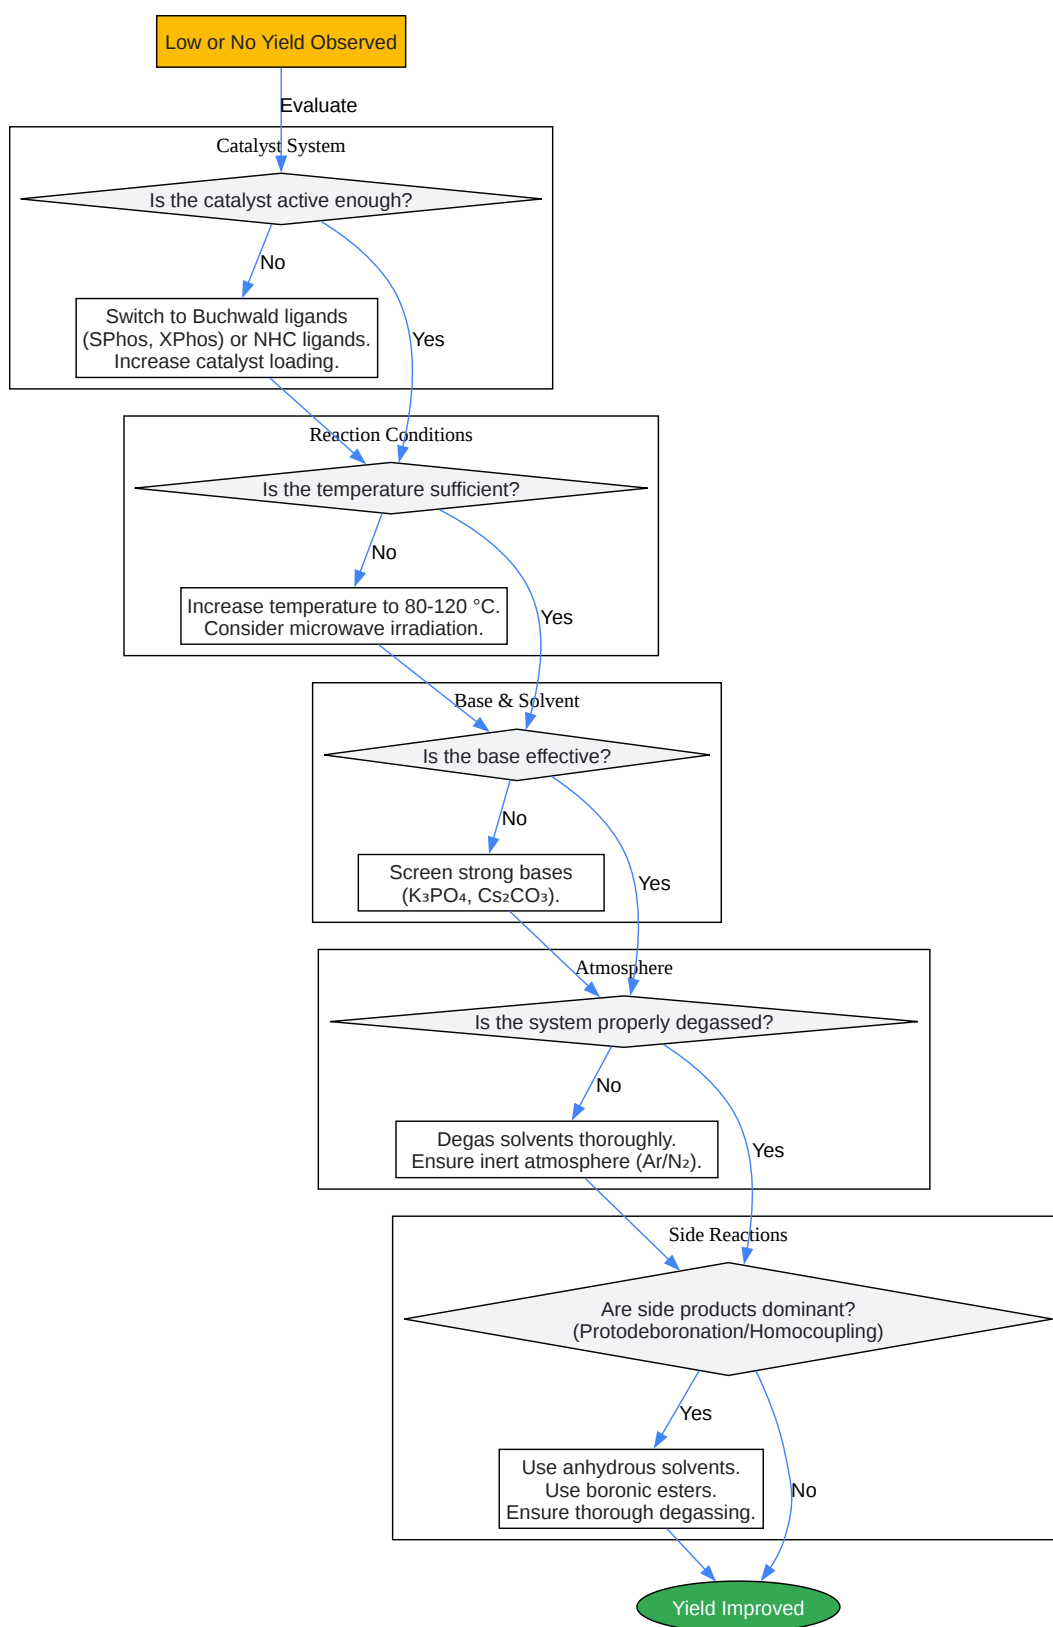 Low or No Yield Observed
Evaluate
Catalyst System
Is the catalyst active enough?
No
Switch to Buchwald ligands
(SPhos, XPhos) or NHC ligands.
Increase catalyst loading.
Yes
Reaction Conditions
Is the temperature sufficient?
No
Increase temperature to 80-120 °C.
Consider microwave irradiation.
Yes
Base & Solvent
Is the base effective?
No
Screen strong bases
(K₃PO₄, Cs₂CO₃).
Yes
Atmosphere
Is the system properly degassed?
No
Degas solvents thoroughly.
Ensure inert atmosphere (Ar/N₂).
Yes
Side Reactions
Are side products dominant?
(Protodeboronation/Homocoupling)
Yes
Use anhydrous solvents.
Use boronic esters.
Ensure thorough degassing.
No
Yield Improved